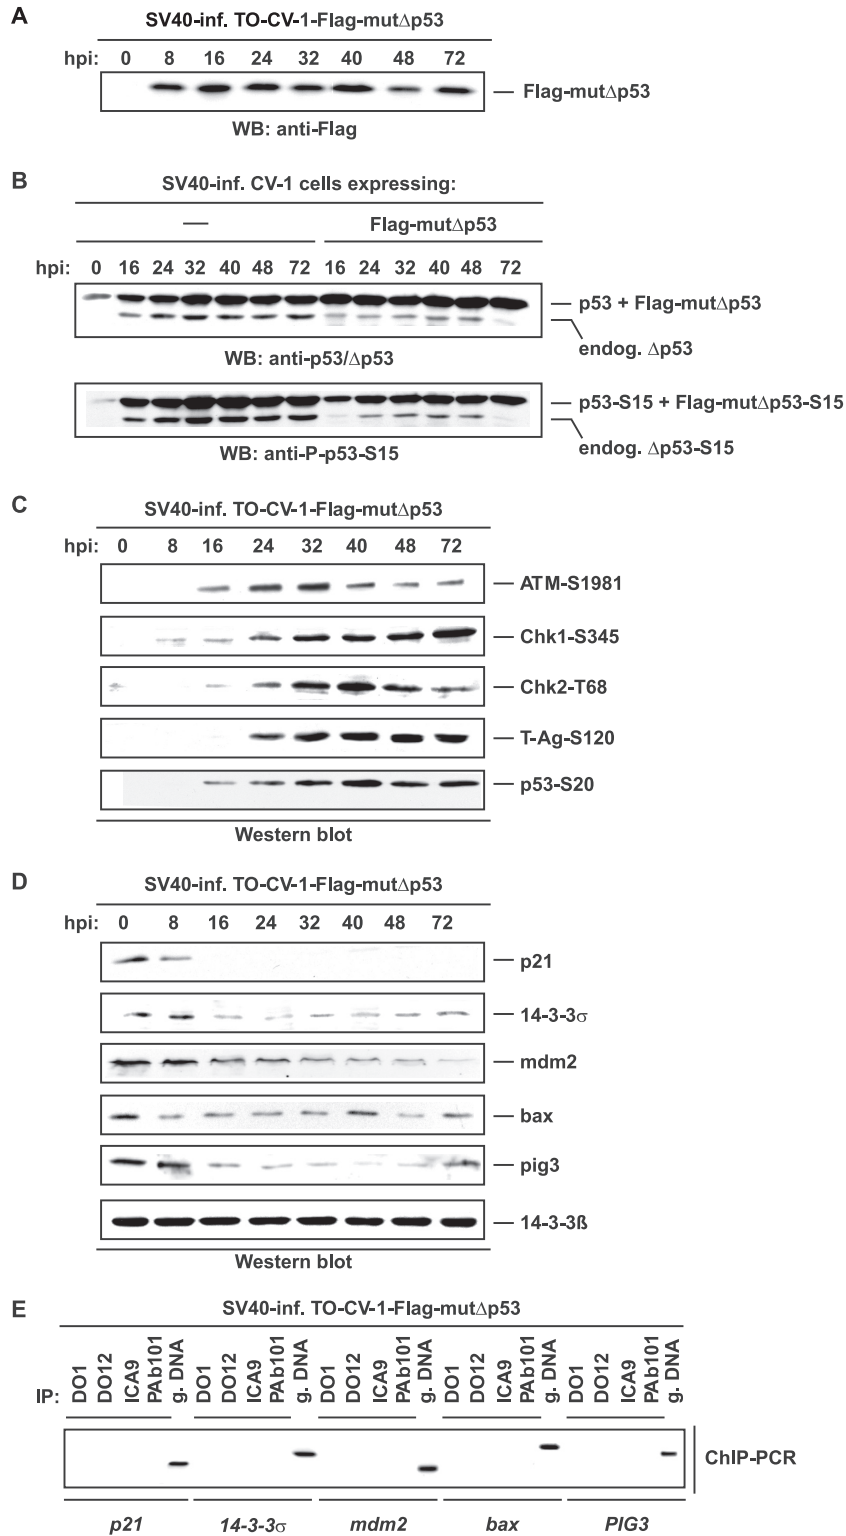 A
SV40-inf. TO-CV-1-Flag-mutΔp53
hpi: 0 8 16 24 32 40 48 72
Flag-mutΔp53
WB: anti-Flag
B
SV40-inf. CV-1 cells expressing:
— Flag-mutΔp53
hpi: 0 16 24 32 40 48 72 16 24 32 40 48 72
p53 + Flag-mutΔp53
endog. Δp53
WB: anti-p53/Δp53
p53-S15 + Flag-mutΔp53-S15
endog. Δp53-S15
WB: anti-P-p53-S15
C
SV40-inf. TO-CV-1-Flag-mutΔp53
hpi: 0 8 16 24 32 40 48 72
ATM-S1981
Chk1-S345
Chk2-T68
T-Ag-S120
p53-S20
Western blot
D
SV40-inf. TO-CV-1-Flag-mutΔp53
hpi: 0 8 16 24 32 40 48 72
p21
14-3-3σ
mdm2
bax
pig3
14-3-3ß
Western blot
E
SV40-inf. TO-CV-1-Flag-mutΔp53
IP: DO1 DO12 ICA9 PAb101 g. DNA DO1 DO12 ICA9 PAb101 g. DNA DO1 DO12 ICA9 PAb101 g. DNA DO1 DO12 ICA9 PAb101 g. DNA DO1 DO12 ICA9 PAb101 g. DNA
ChIP-PCR
p21 14-3-3σ mdm2 bax PIG3